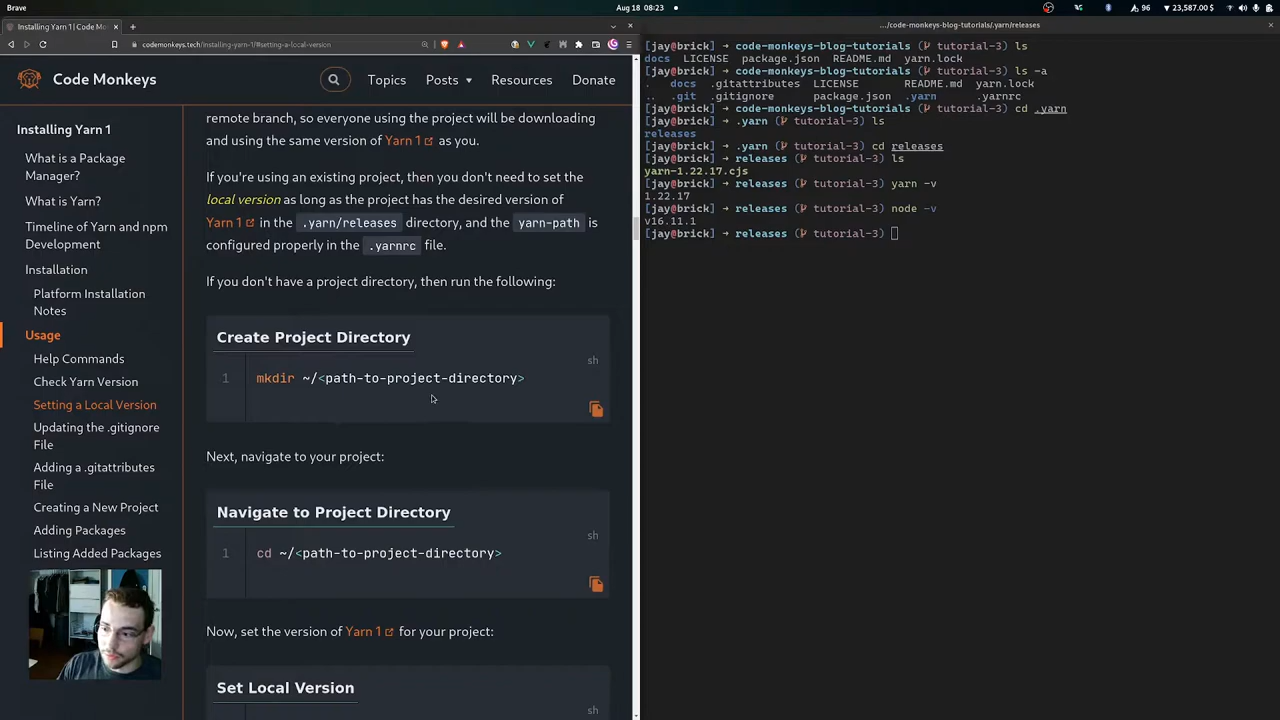 Brave
Aug 18 08:23
96
23,587.00 $
Installing Yarn 1 | Code Monk
codemonkeys.tech/installing-yarn-1/#setting-a-local-version
Code Monkeys
Topics
Posts
Resources
Donate
Installing Yarn 1
What is a Package
Manager?
What is Yarn?
Timeline of Yarn and npm
Development
Installation
Platform Installation
Notes
Usage
Help Commands
Check Yarn Version
Setting a Local Version
Updating the .gitignore
File
Adding a .gitattributes
File
Creating a New Project
Adding Packages
Listing Added Packages
remote branch, so everyone using the project will be downloading
and using the same version of Yarn 1 as you.
If you're using an existing project, then you don't need to set the
local version as long as the project has the desired version of
Yarn 1 in the .yarn/releases directory, and the yarn-path is
configured properly in the .yarnrc file.
If you don't have a project directory, then run the following:
Create Project Directory
sh
1 mkdir ~/<path-to-project-directory>
Next, navigate to your project:
Navigate to Project Directory
sh
1 cd ~/<path-to-project-directory>
Now, set the version of Yarn 1 for your project:
Set Local Version
sh
.../code-monkeys-blog-tutorials/.yarn/releases
[jay@brick] → code-monkeys-blog-tutorials ( tutorial-3) ls
docs LICENSE package.json README.md yarn.lock
[jay@brick] → code-monkeys-blog-tutorials ( tutorial-3) ls -a
. docs .gitattributes LICENSE README.md yarn.lock
.. .git .gitignore package.json .yarn .yarnrc
[jay@brick] → code-monkeys-blog-tutorials ( tutorial-3) cd .yarn
[jay@brick] → .yarn ( tutorial-3) ls
releases
[jay@brick] → .yarn ( tutorial-3) cd releases
[jay@brick] → releases ( tutorial-3) ls
yarn-1.22.17.cjs
[jay@brick] → releases ( tutorial-3) yarn -v
1.22.17
[jay@brick] → releases ( tutorial-3) node -v
v16.11.1
[jay@brick] → releases ( tutorial-3)